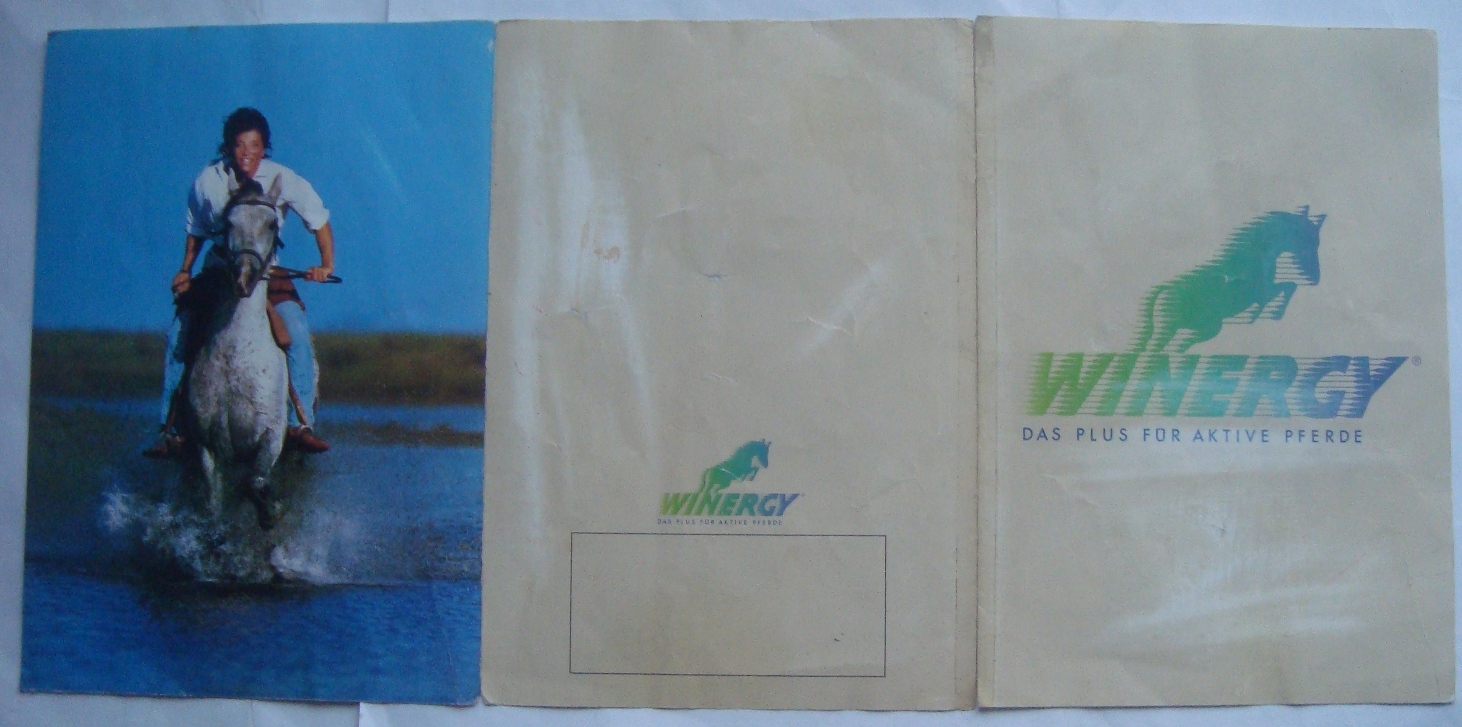 WINERGY®
DAS PLUS FÜR AKTIVE PFERDE
WINERGY®
DAS PLUS FÜR AKTIVE PFERDE